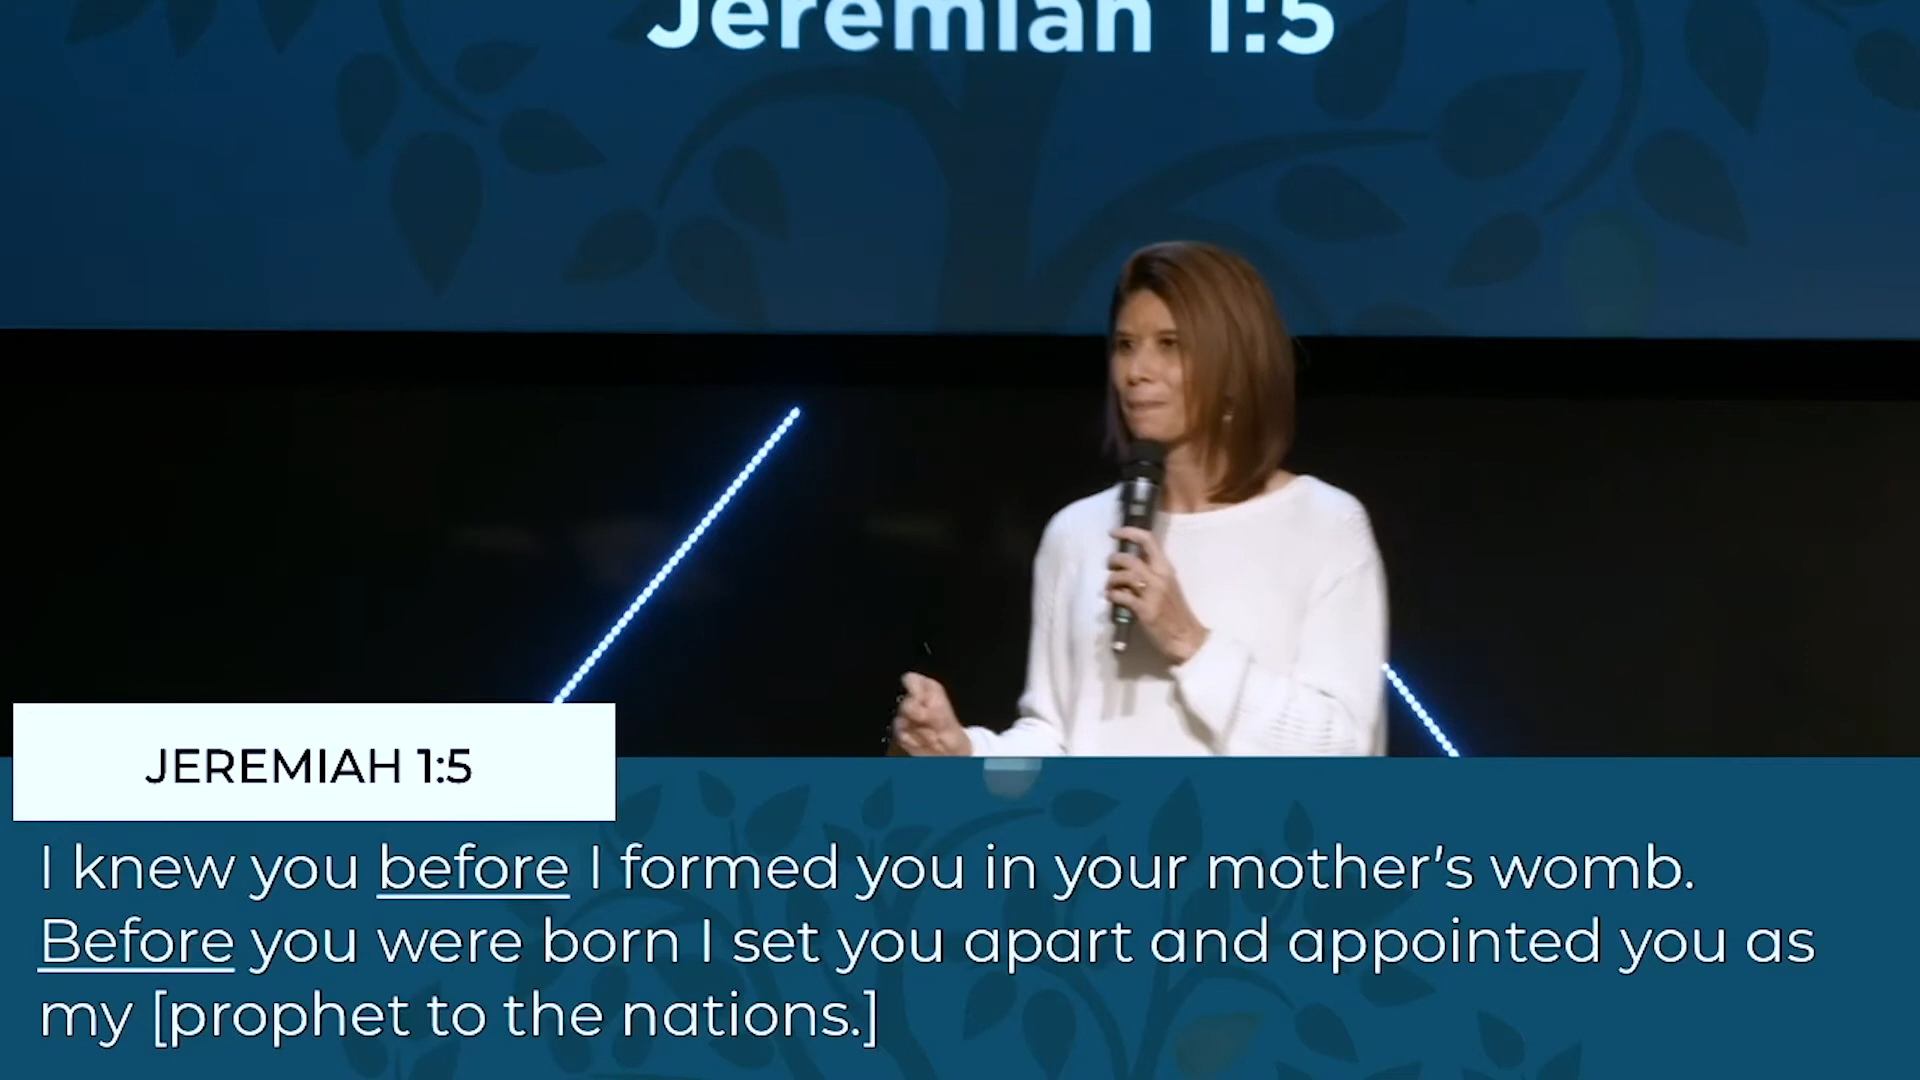 Jeremiah 1:5
JEREMIAH 1:5
I knew you before I formed you in your mother's womb.
Before you were born I set you apart and appointed you as
my [prophet to the nations.]